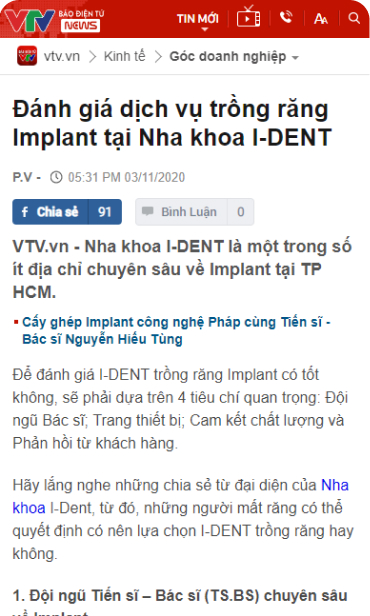 VTV BÁO ĐIỆN TỬ
NEWS
TIN MỚI
AA
vtv.vn > Kinh tế > Góc doanh nghiệp
Đánh giá dịch vụ trồng răng
Implant tại Nha khoa I-DENT
P.V - 05:31 PM 03/11/2020
f Chia sẻ 91 Bình Luận 0
VTV.vn - Nha khoa I-DENT là một trong số
ít địa chỉ chuyên sâu về Implant tại TP
HCM.
Cấy ghép Implant công nghệ Pháp cùng Tiến sĩ -
Bác sĩ Nguyễn Hiếu Tùng
Để đánh giá I-DENT trồng răng Implant có tốt
không, sẽ phải dựa trên 4 tiêu chí quan trọng: Đội
ngũ Bác sĩ; Trang thiết bị; Cam kết chất lượng và
Phản hồi từ khách hàng.
Hãy lắng nghe những chia sẻ từ đại diện của Nha
khoa I-Dent, từ đó, những người mất răng có thể
quyết định có nên lựa chọn I-DENT trồng răng hay
không.
1. Đội ngũ Tiến sĩ – Bác sĩ (TS.BS) chuyên sâu
về Implant